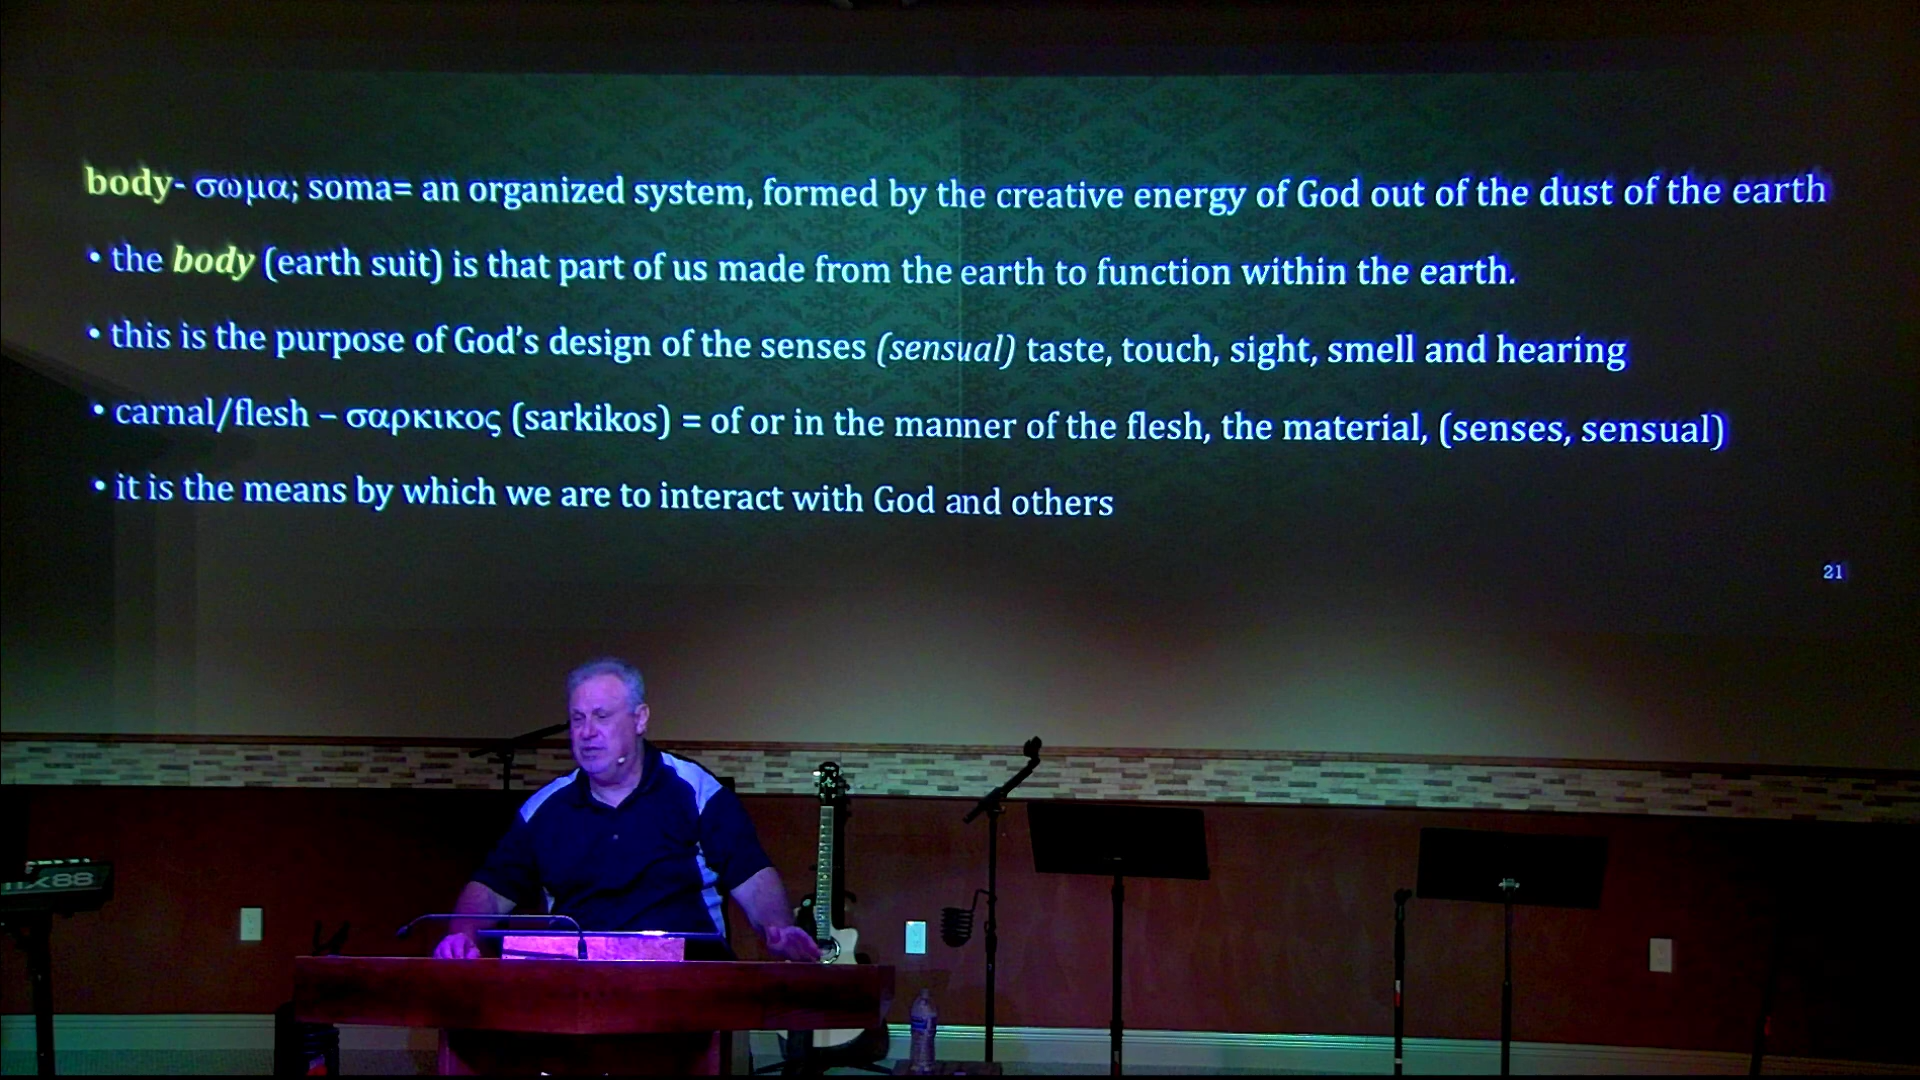 body- σωμα; soma= an organized system, formed by the creative energy of God out of the dust of the earth
• the body (earth suit) is that part of us made from the earth to function within the earth.
• this is the purpose of God’s design of the senses (sensual) taste, touch, sight, smell and hearing
• carnal/flesh – σαρκικος (sarkikos) = of or in the manner of the flesh, the material, (senses, sensual)
• it is the means by which we are to interact with God and others
21